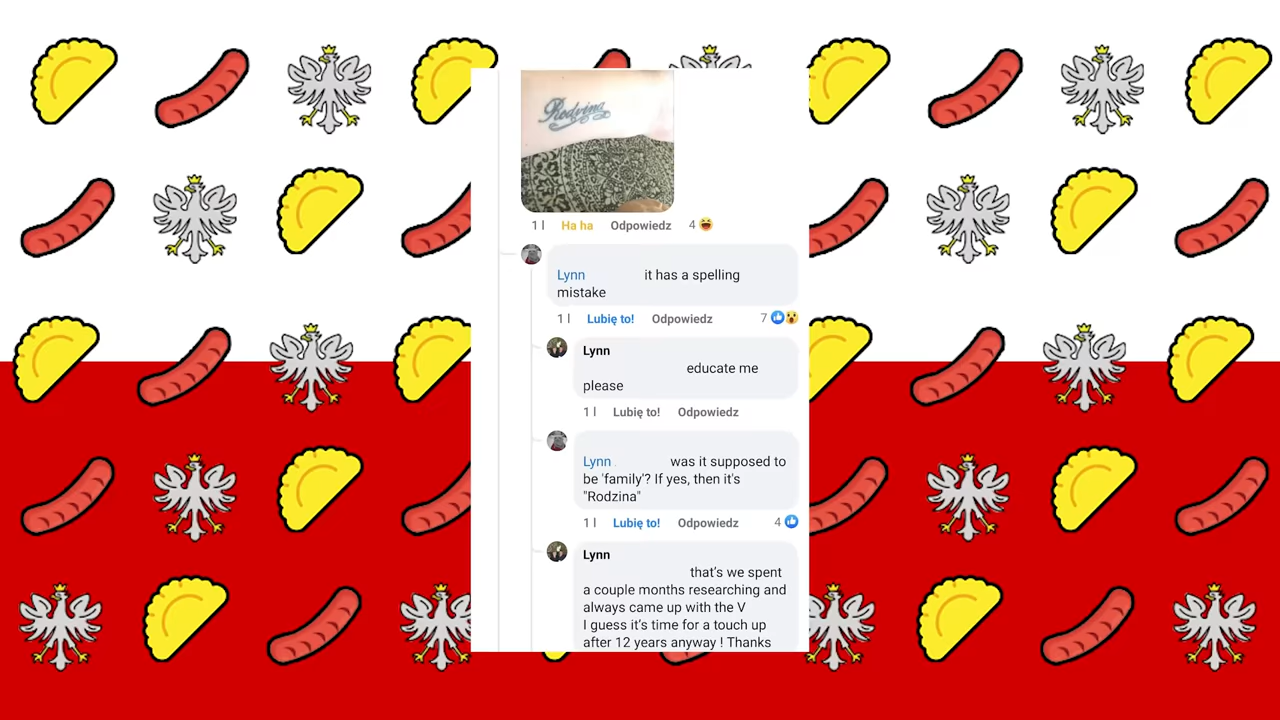 Rodvina
1 l Ha ha Odpowiedz 4
Lynn it has a spelling
mistake
1 l Lubię to! Odpowiedz 7
Lynn
educate me
please
1 l Lubię to! Odpowiedz
Lynn was it supposed to
be 'family'? If yes, then it's
"Rodzina"
1 l Lubię to! Odpowiedz 4
Lynn
that's we spent
a couple months researching and
always came up with the V
I guess it's time for a touch up
after 12 years anyway ! Thanks